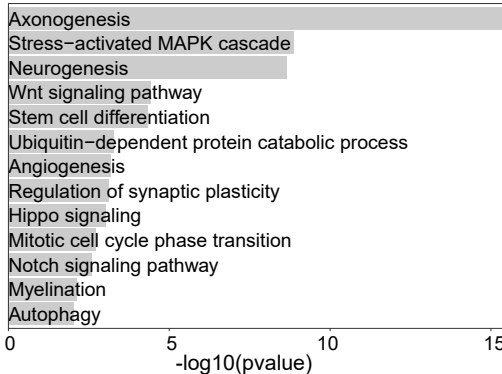 Axonogenesis
Stress−activated MAPK cascade
Neurogenesis
Wnt signaling pathway
Stem cell differentiation
Ubiquitin−dependent protein catabolic process
Angiogenesis
Regulation of synaptic plasticity
Hippo signaling
Mitotic cell cycle phase transition
Notch signaling pathway
Myelination
Autophagy
0 5 10 15
-log10(pvalue)